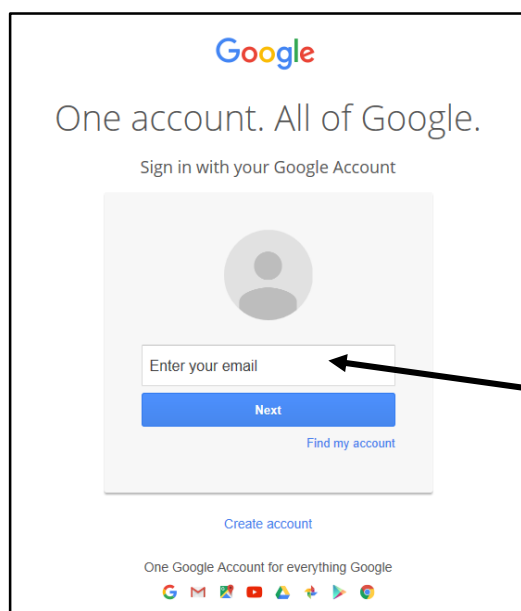 Google
One account. All of Google.
Sign in with your Google Account
Enter your email
Next
Find my account
Create account
One Google Account for everything Google